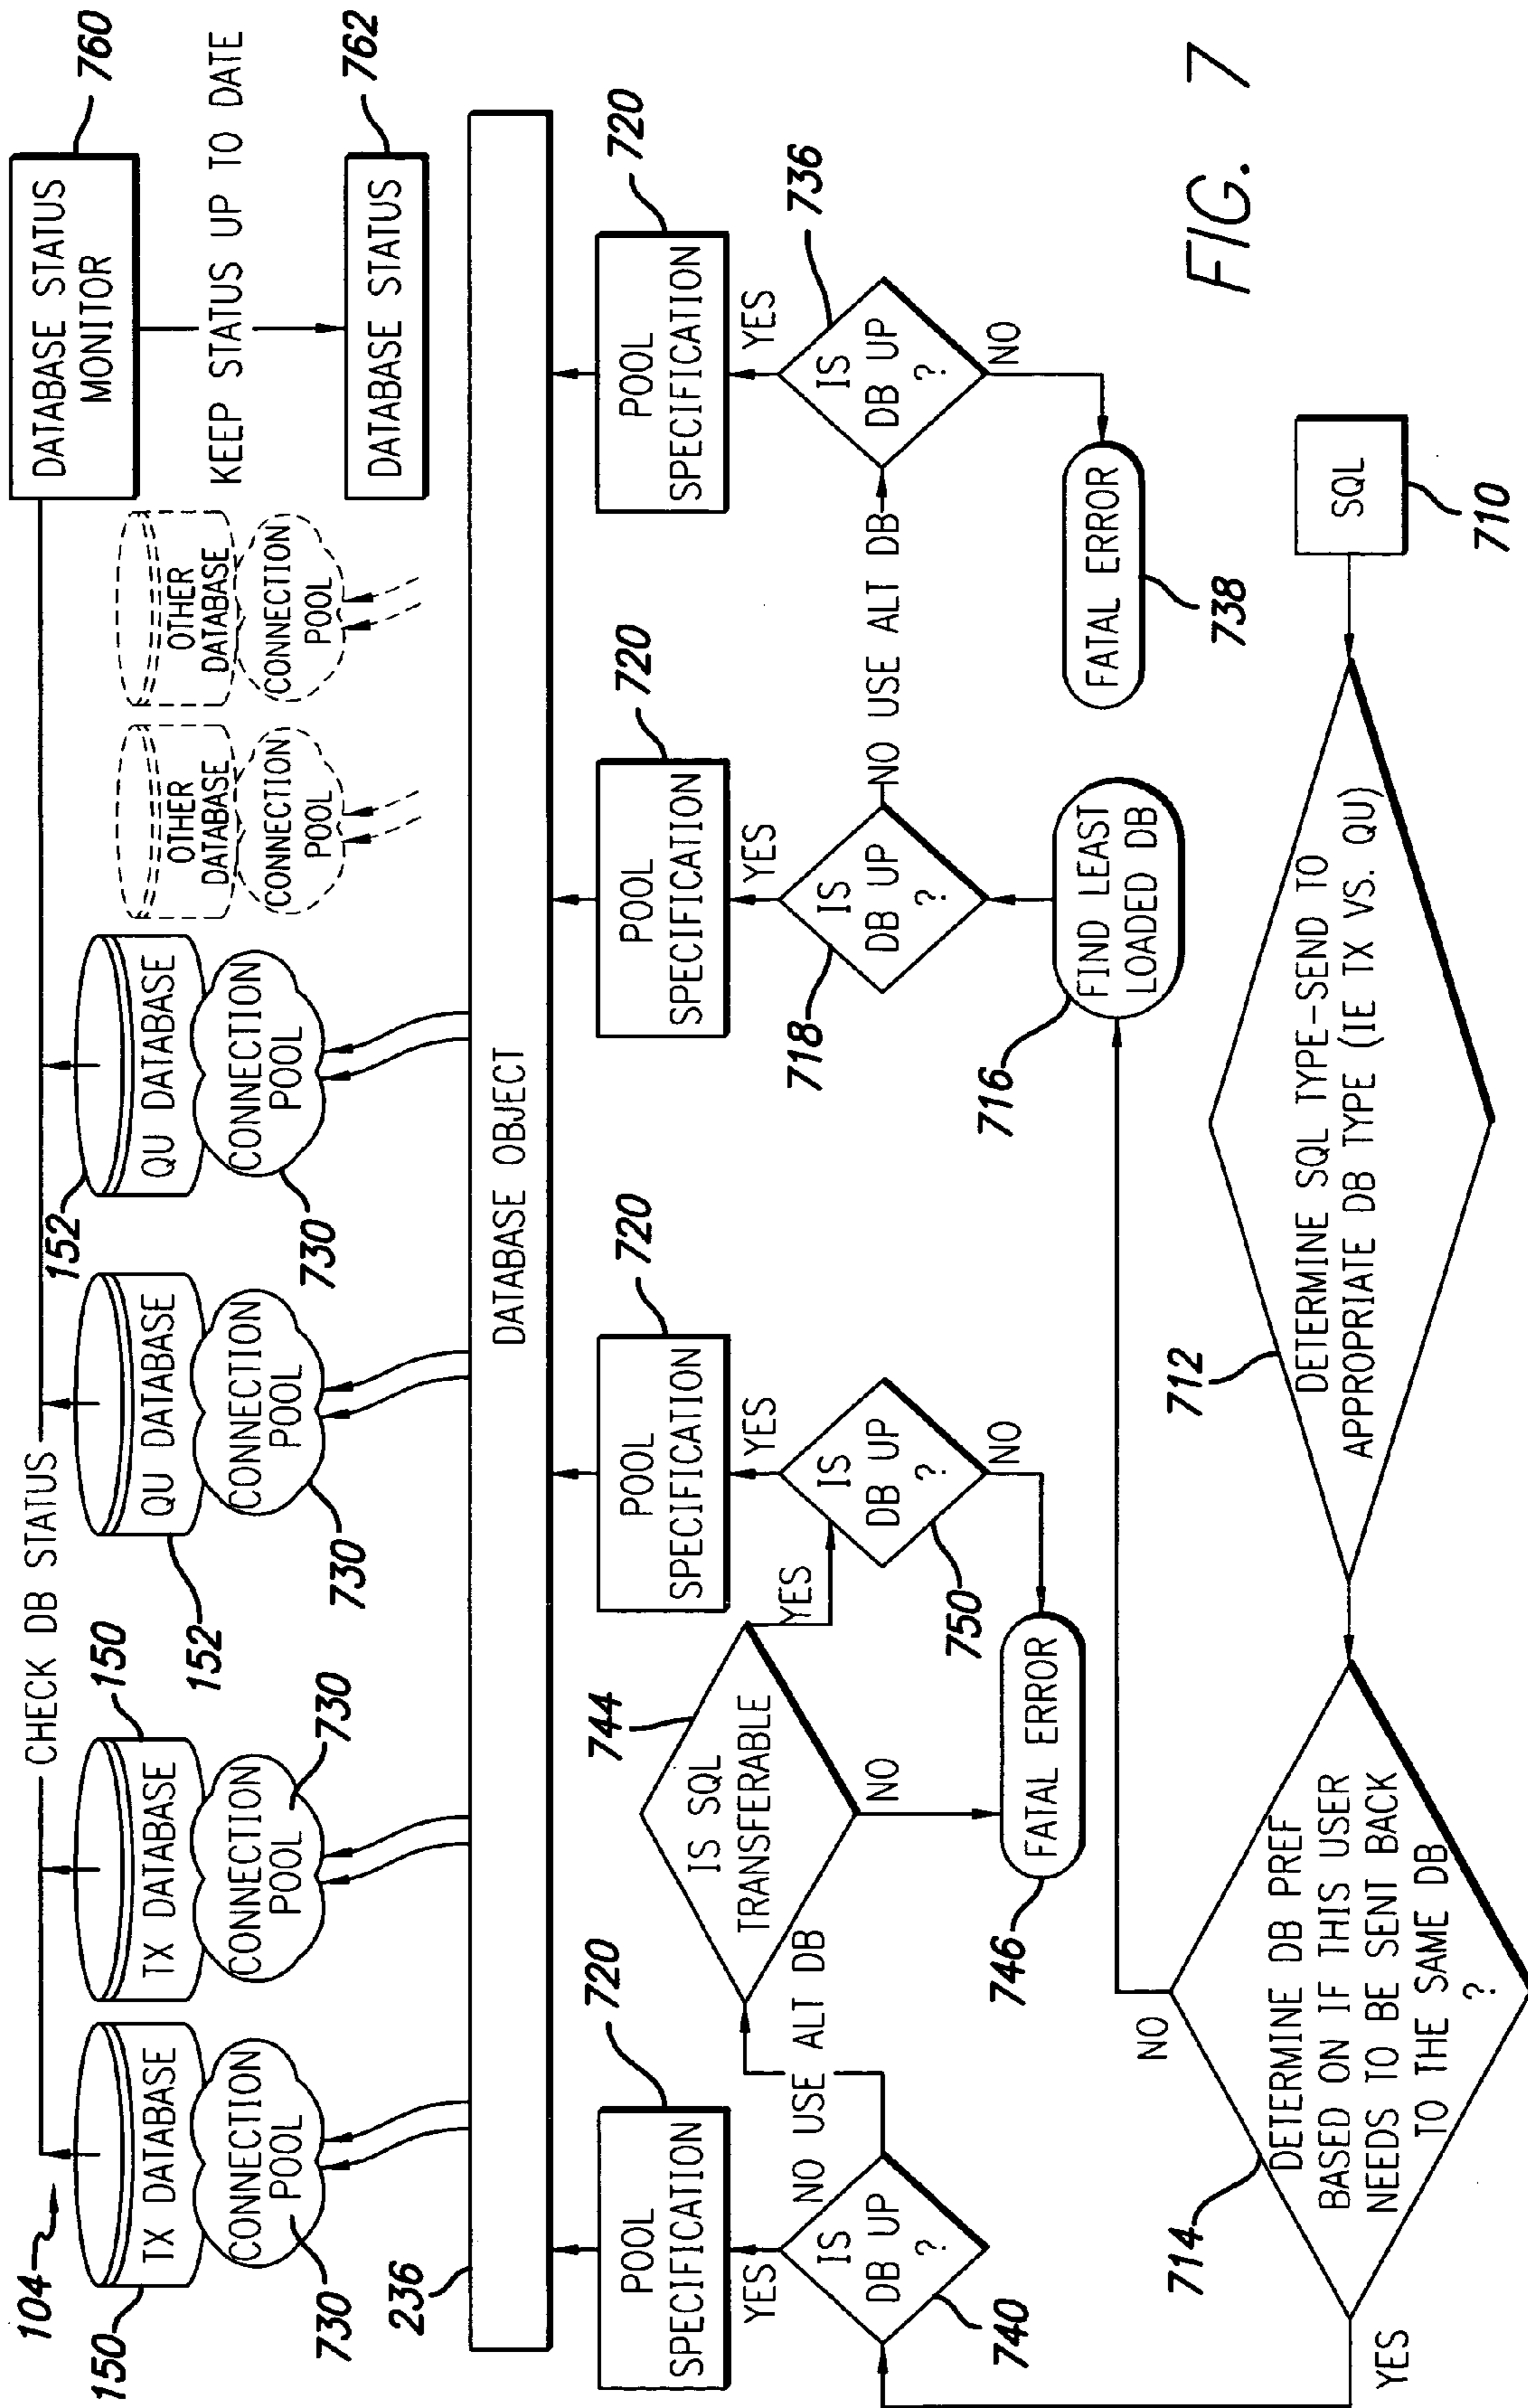 104
CHECK DB STATUS
DATABASE STATUS
MONITOR
760
150
TX DATABASE
CONNECTION
POOL
730
TX DATABASE
150
CONNECTION
POOL
730
152
QU DATABASE
CONNECTION
POOL
730
152
QU DATABASE
CONNECTION
POOL
730
OTHER
DATABASE
CONNECTION
POOL
OTHER
DATABASE
CONNECTION
POOL
KEEP STATUS UP TO DATE
DATABASE STATUS
762
236
DATABASE OBJECT
POOL
SPECIFICATION
720
POOL
SPECIFICATION
720
POOL
SPECIFICATION
720
POOL
SPECIFICATION
720
YES
IS
DB UP
?
740
NO USE ALT DB
744
IS SQL
TRANSFERABLE
YES
NO
YES
IS
DB UP
?
750
NO
FATAL ERROR
746
YES
IS
DB UP
?
718
NO USE ALT DB
YES
IS
DB UP
?
736
NO
FATAL ERROR
738
FIND LEAST
LOADED DB
716
NO
DETERMINE DB PREF
BASED ON IF THIS USER
NEEDS TO BE SENT BACK
TO THE SAME DB
?
714
YES
DETERMINE SQL TYPE-SEND TO
APPROPRIATE DB TYPE (IE TX VS. QU)
712
SQL
710
FIG. 7